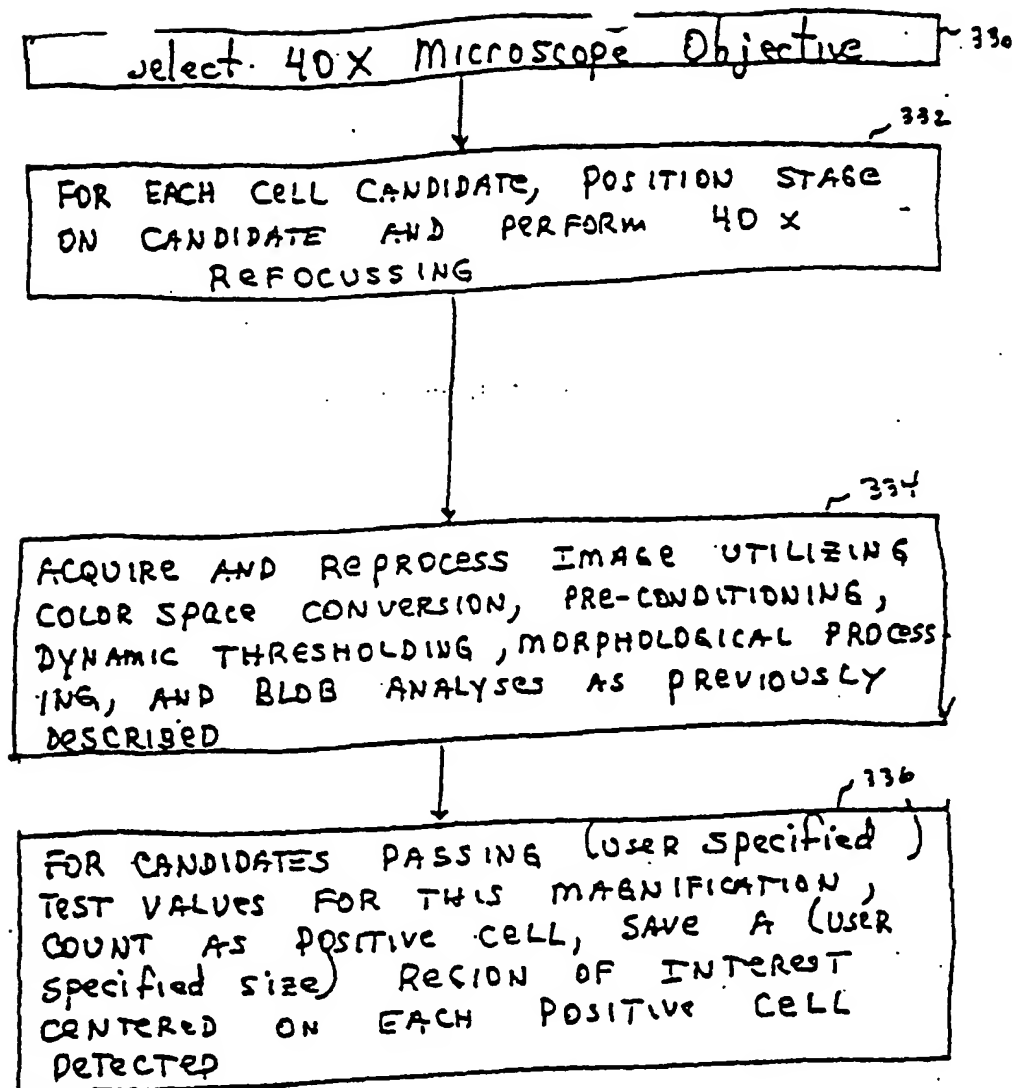 select 40X Microscope Objective
330
332
FOR EACH CELL CANDIDATE, POSITION STAGE
ON CANDIDATE AND PERFORM 40 X
REFOCUSSING
334
ACQUIRE AND REPROCESS IMAGE UTILIZING
COLOR SPACE CONVERSION, PRE-CONDITIONING,
DYNAMIC THRESHOLDING, MORPHOLOGICAL PROCESS
ING, AND BLOB ANALYSES AS PREVIOUSLY
DESCRIBED
336
FOR CANDIDATES PASSING (USER specified)
TEST VALUES FOR THIS MAGNIFICATION,
COUNT AS POSITIVE CELL, SAVE A (USER
specified size) REGION OF INTEREST
CENTERED ON EACH POSITIVE CELL
DETECTED